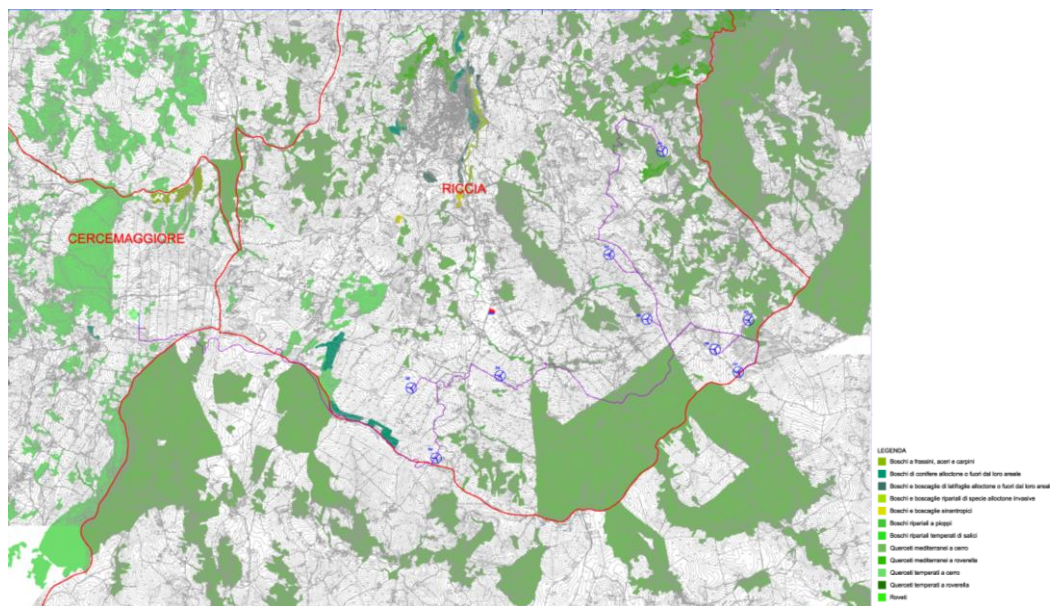 RICCIA
CERCEMAGGIORE
LEGENDA
Boschi a frassini, aceri e carpini
Boschi di conifere alloctone o fuori dal loro areale
Boschi e boscaglie di latifoglie alloctone o fuori dal loro areal
Boschi e boscaglie ripariali di specie alloctone invasive
Boschi e boscaglie sinantropici
Boschi ripariali a pioppi
Boschi ripariali temperati di salici
Querceti mediterranei a cerro
Querceti mediterranei a roverella
Querceti temperati a cerro
Querceti temperati a roverella
Roveti